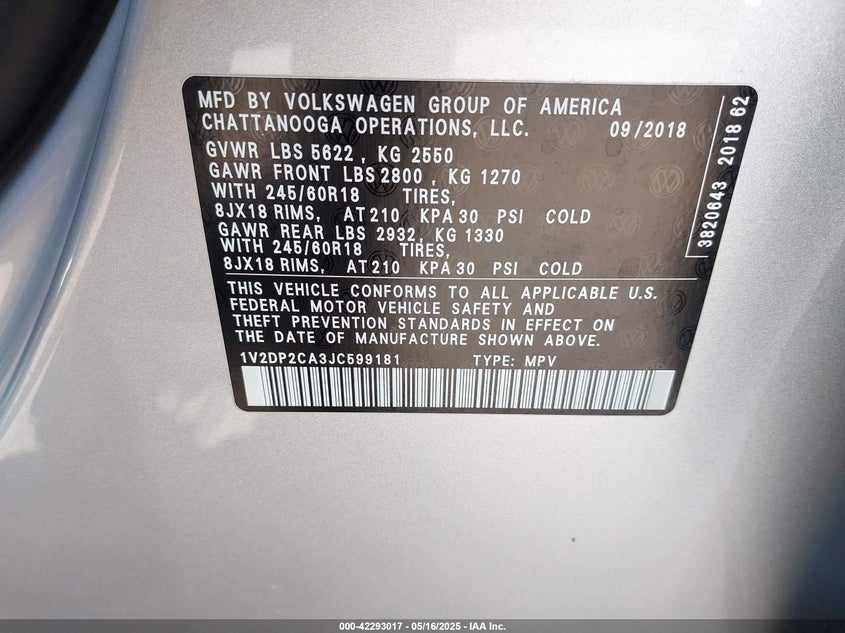 MFD BY VOLKSWAGEN GROUP OF AMERICA
CHATTANOOGA OPERATIONS, LLC. 09/2018
GVWR LBS 5622 , KG 2550
GAWR FRONT LBS 2800 , KG 1270
WITH 245/60R18 TIRES,
8JX18 RIMS, AT 210 KPA 30 PSI COLD
GAWR REAR LBS 2932, KG 1330
WITH 245/60R18 TIRES,
8JX18 RIMS, AT 210 KPA 30 PSI COLD
THIS VEHICLE CONFORMS TO ALL APPLICABLE U.S.
FEDERAL MOTOR VEHICLE SAFETY AND
THEFT PREVENTION STANDARDS IN EFFECT ON
THE DATE OF MANUFACTURE SHOWN ABOVE.
1V2DP2CA3JC599181 TYPE: MPV
3820643 2018 62
000-42293017 - 05/16/2025 - IAA Inc.